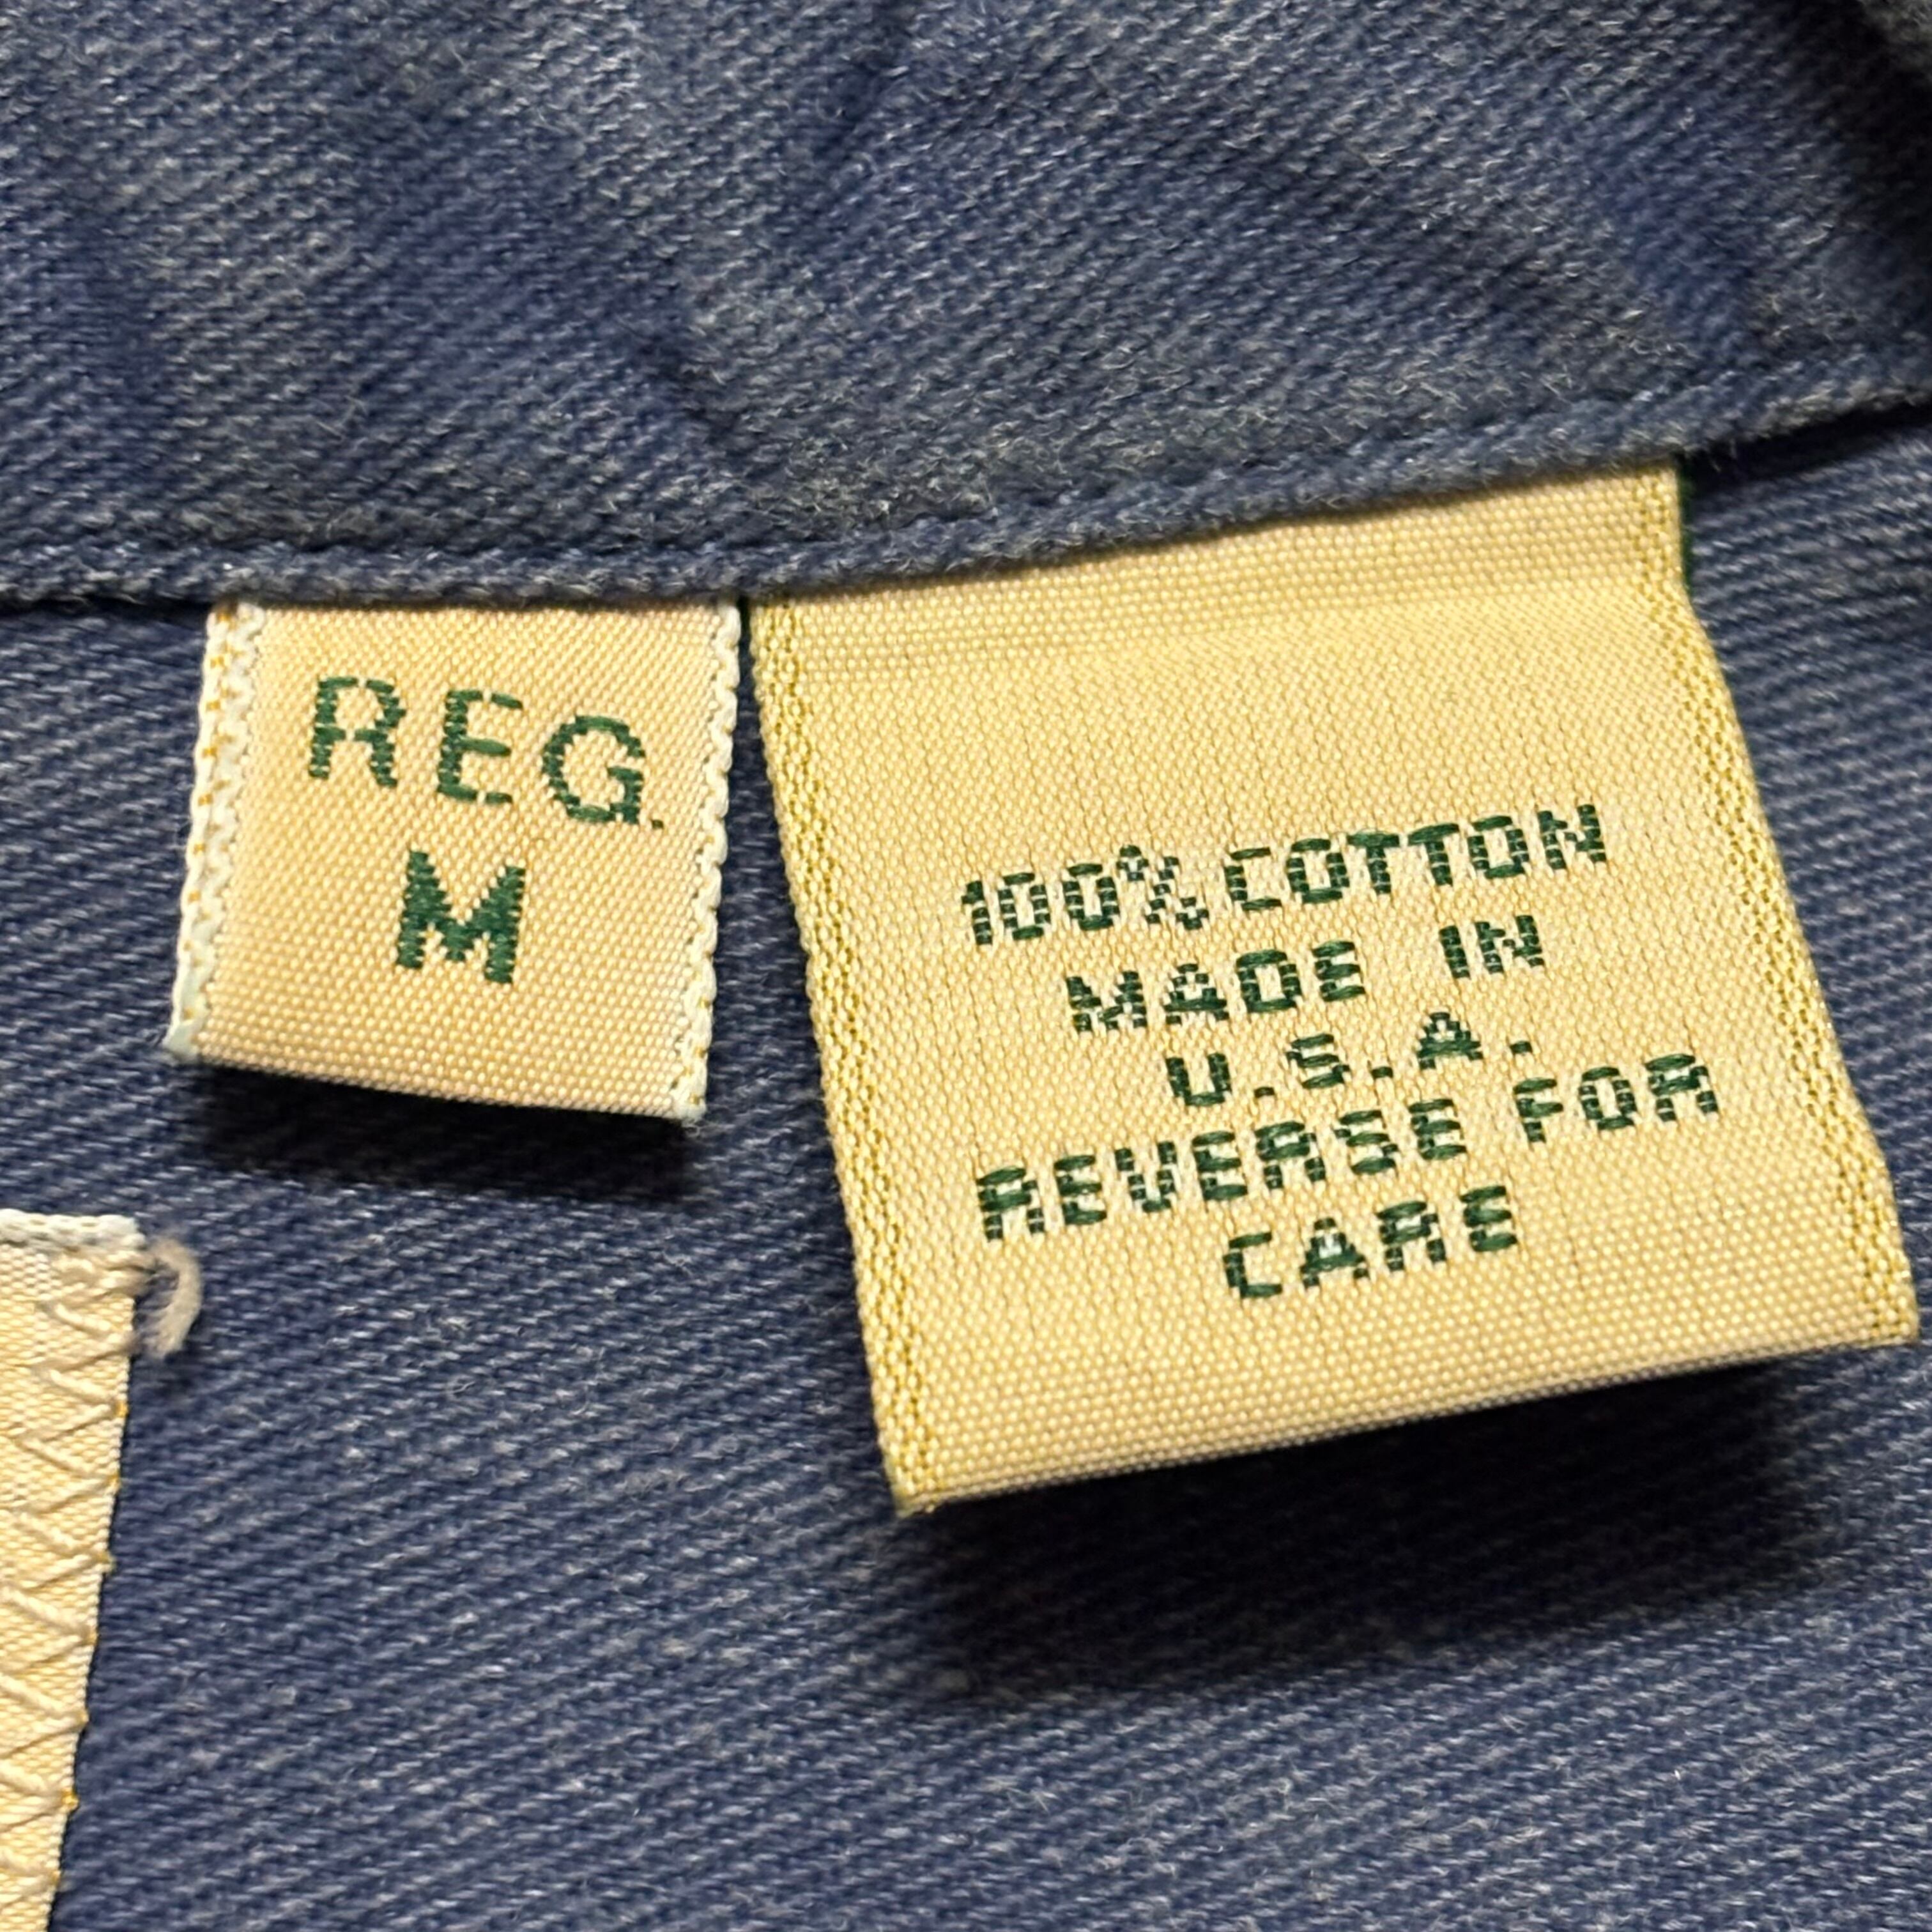 REG.
M
100% COTTON
MADE IN
U.S.A.
REVERSE FOR
CARE